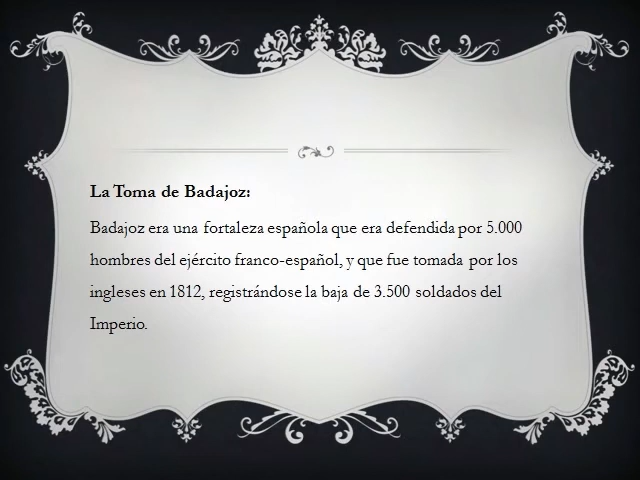 La Toma de Badajoz:
Badajoz era una fortaleza española que era defendida por 5.000
hombres del ejército franco-español, y que fue tomada por los
ingleses en 1812, registrándose la baja de 3.500 soldados del
Imperio.